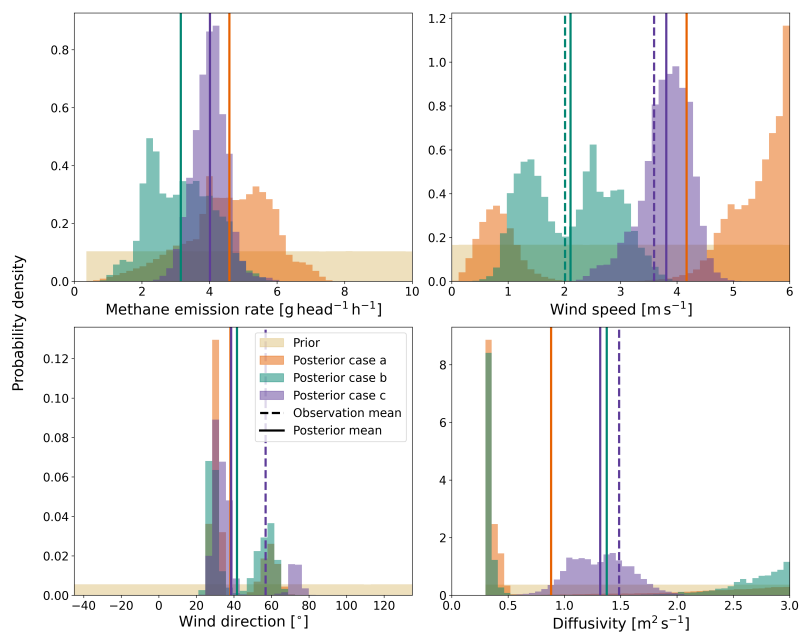 Probability density
0.0
0.2
0.4
0.6
0.8
0 2 4 6 8 10
Methane emission rate [g head⁻¹ h⁻¹]
0.0
0.2
0.4
0.6
0.8
1.0
1.2
0 1 2 3 4 5 6
Wind speed [m s⁻¹]
0.00
0.02
0.04
0.06
0.08
0.10
0.12
−40 −20 0 20 40 60 80 100 120
Wind direction [°]
Prior
Posterior case a
Posterior case b
Posterior case c
Observation mean
Posterior mean
0
2
4
6
8
0.0 0.5 1.0 1.5 2.0 2.5 3.0
Diffusivity [m² s⁻¹]